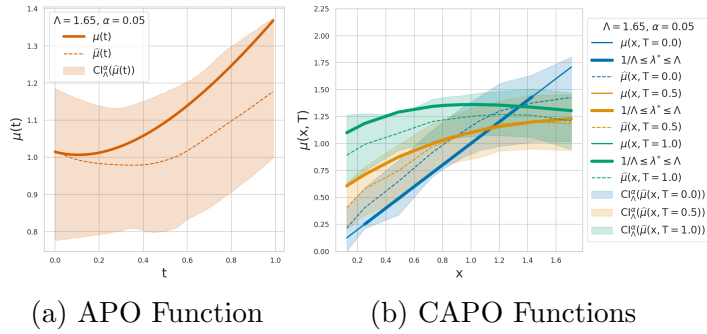 Λ = 1.65, α = 0.05
μ(t)
μ̃(t)
CI^α_Λ(μ̂(t))
1.4
1.3
1.2
1.1
1.0
0.9
0.8
μ(t)
0.0 0.2 0.4 0.6 0.8 1.0
t
(a) APO Function
2.25
2.00
1.75
1.50
1.25
1.00
0.75
0.50
0.25
0.00
μ(x, T)
0.2 0.4 0.6 0.8 1.0 1.2 1.4 1.6
x
Λ = 1.65, α = 0.05
μ(x, T = 0.0)
1/Λ ≤ λ* ≤ Λ
μ̃(x, T = 0.0)
μ(x, T = 0.5)
1/Λ ≤ λ* ≤ Λ
μ̃(x, T = 0.5)
μ(x, T = 1.0)
1/Λ ≤ λ* ≤ Λ
μ̃(x, T = 1.0)
CI^α_Λ(μ̂(x, T = 0.0))
CI^α_Λ(μ̂(x, T = 0.5))
CI^α_Λ(μ̂(x, T = 1.0))
(b) CAPO Functions